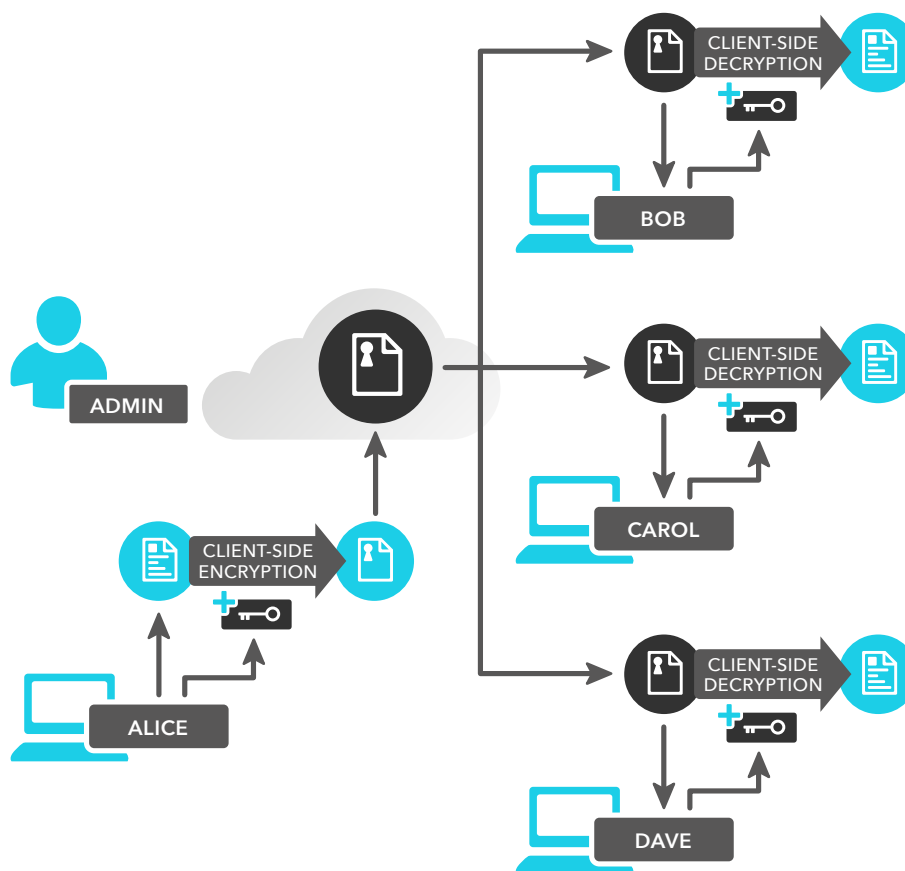 CLIENT-SIDE
DECRYPTION
BOB
ADMIN
CLIENT-SIDE
DECRYPTION
CAROL
CLIENT-SIDE
ENCRYPTION
ALICE
CLIENT-SIDE
DECRYPTION
DAVE